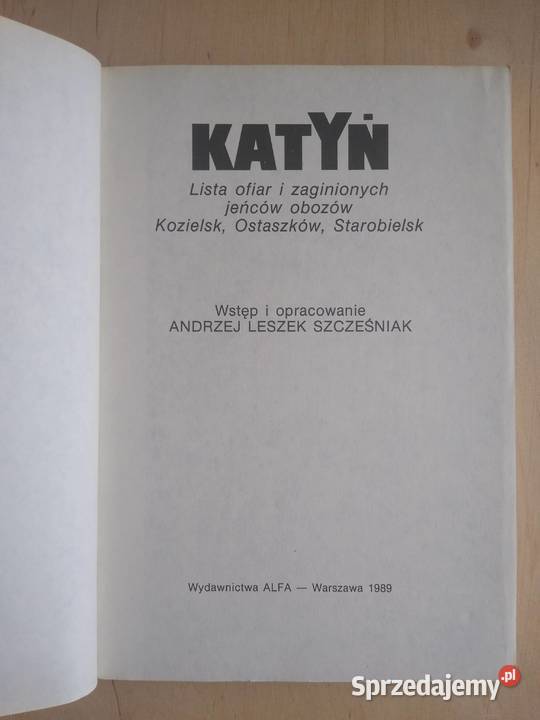 KATYŃ
Lista ofiar i zaginionych
jeńców obozów
Kozielsk, Ostaszków, Starobielsk
Wstęp i opracowanie
ANDRZEJ LESZEK SZCZEŚNIAK
Wydawnictwa ALFA — Warszawa 1989
Sprzedajemy.pl